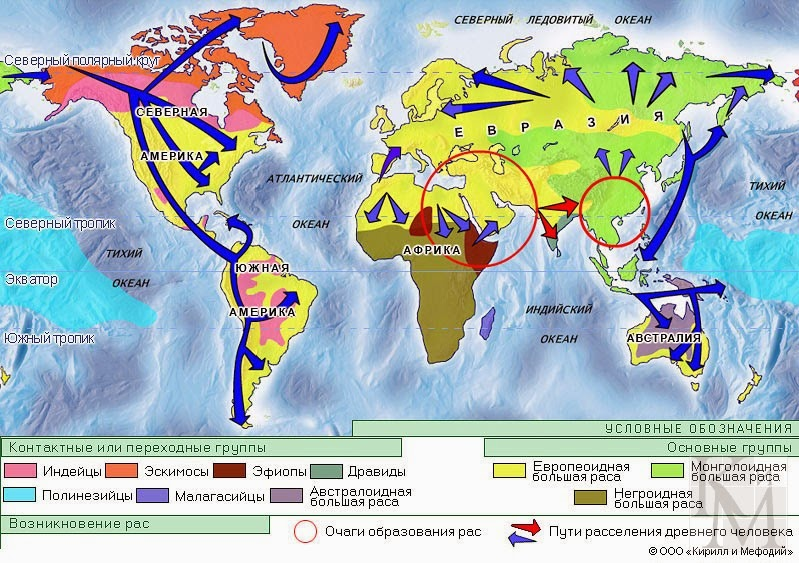 СЕВЕРНЫЙ ЛЕДОВИТЫЙ ОКЕАН
Северный полярный круг
СЕВЕРНАЯ
АМЕРИКА
ЕВРАЗИЯ
АТЛАНТИЧЕСКИЙ
ОКЕАН
ТИХИЙ
ОКЕАН
Северный тропик
ТИХИЙ
ОКЕАН
АФРИКА
ЮЖНАЯ
АМЕРИКА
Экватор
ИНДИЙСКИЙ
ОКЕАН
Южный тропик
АВСТРАЛИЯ
УСЛОВНЫЕ ОБОЗНАЧЕНИЯ
Контактные или переходные группы
Индейцы
Эскимосы
Эфиопы
Дравиды
Полинезийцы
Малагасийцы
Австралоидная
большая раса
Основные группы
Европеоидная
большая раса
Монголоидная
большая раса
Негроидная
большая раса
Возникновение рас
Очаги образования рас
Пути расселения древнего человека
© ООО «Кирилл и Мефодий»